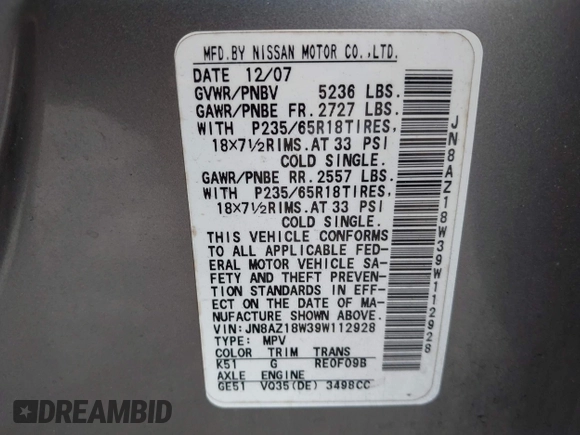 MFD.BY NISSAN MOTOR CO.,LTD.
DATE 12/07
GVWR/PNBV 5236 LBS.
GAWR/PNBE FR. 2727 LBS.
WITH P235/65R18TIRES,
18×7½RIMS.AT 33 PSI
COLD SINGLE.
GAWR/PNBE RR. 2557 LBS.
WITH P235/65R18TIRES,
18×7½RIMS.AT 33 PSI
COLD SINGLE.
THIS VEHICLE CONFORMS
TO ALL APPLICABLE FED-
ERAL MOTOR VEHICLE SA-
FETY AND THEFT PREVEN-
TION STANDARDS IN EFF-
ECT ON THE DATE OF MA-
NUFACTURE SHOWN ABOVE.
VIN:JN8AZ18W39W112928
TYPE: MPV
COLOR TRIM TRANS
K51 G RE0F09B
AXLE ENGINE
GE51 VQ35(DE) 3498CC
JN8AZ18W39W112928
DREAMBID